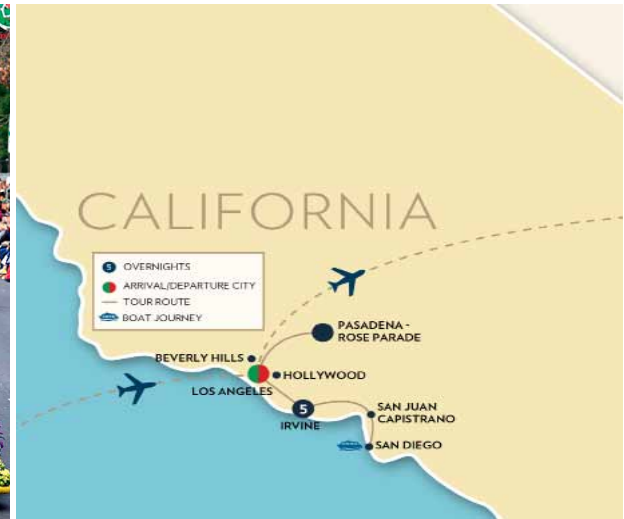 CALIFORNIA
5 OVERNIGHTS
ARRIVAL/DEPARTURE CITY
TOUR ROUTE
BOAT JOURNEY
PASADENA -
ROSE PARADE
BEVERLY HILLS
HOLLYWOOD
LOS ANGELES
5
IRVINE
SAN JUAN
CAPISTRANO
SAN DIEGO